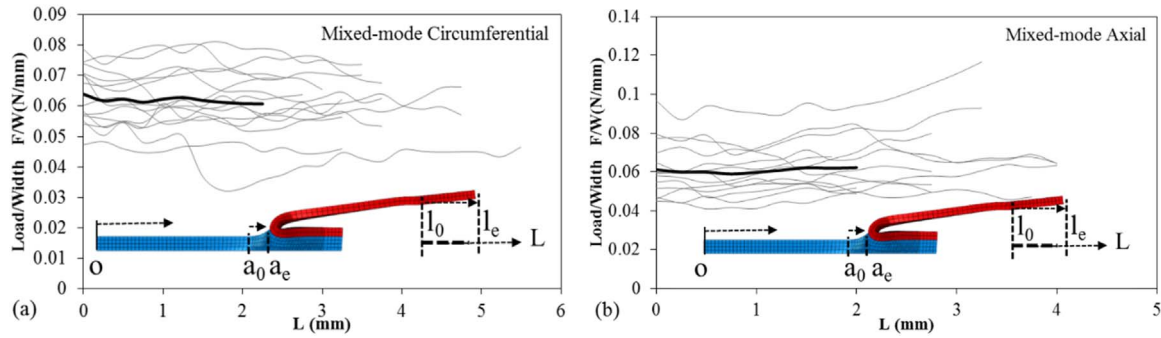 0.09
0.08
0.07
0.06
0.05
0.04
0.03
0.02
0.01
0
Load/Width F/W(N/mm)
Mixed-mode Circumferential
o
a0 ae
l0
le
L
0 1 2 3 4 5 6
L (mm)
(a)
0.14
0.12
0.11
0.08
0.06
0.04
0.02
0
Load/Width F/W(N/mm)
Mixed-mode Axial
o
a0 ae
l0
le
L
0 1 2 3 4 5
L (mm)
(b)